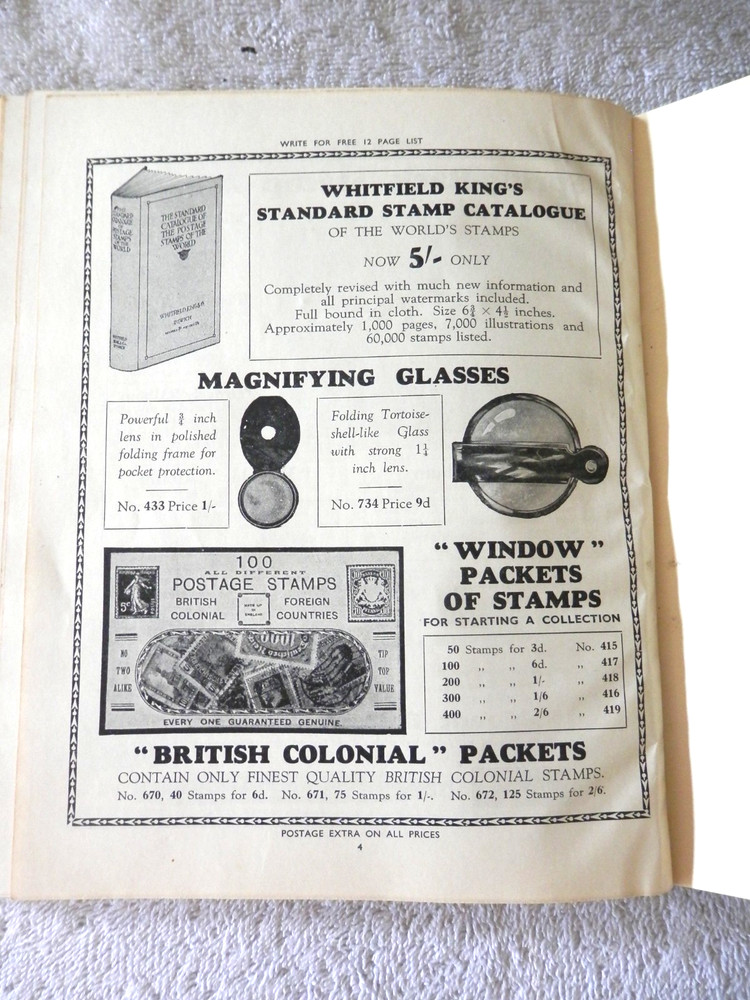 WRITE FOR FREE 12 PAGE LIST
THE STANDARD
CATALOGUE OF
THE POSTAGE
STAMPS OF THE
WORLD
WHITFIELD KING'S
STANDARD STAMP CATALOGUE
OF THE WORLD'S STAMPS
NOW 5/- ONLY
Completely revised with much new information and
all principal watermarks included.
Full bound in cloth. Size 6¾ × 4½ inches.
Approximately 1,000 pages, 7,000 illustrations and
60,000 stamps listed.
MAGNIFYING GLASSES
Powerful ¾ inch
lens in polished
folding frame for
pocket protection.
No. 433 Price 1/-
Folding Tortoise-
shell-like Glass
with strong 1¼
inch lens.
No. 734 Price 9d
100
ALL DIFFERENT
POSTAGE STAMPS
BRITISH
COLONIAL
MADE UP
IN
ENGLAND
FOREIGN
COUNTRIES
5c
NO
TWO
ALIKE
TIP
TOP
VALUE
EVERY ONE GUARANTEED GENUINE.
"WINDOW"
PACKETS
OF STAMPS
FOR STARTING A COLLECTION
50 Stamps for 3d. No. 415
100 " " 6d. " 417
200 " " 1/- " 418
300 " " 1/6 " 416
400 " " 2/6 " 419
"BRITISH COLONIAL" PACKETS
CONTAIN ONLY FINEST QUALITY BRITISH COLONIAL STAMPS.
No. 670, 40 Stamps for 6d. No. 671, 75 Stamps for 1/-. No. 672, 125 Stamps for 2/6.
POSTAGE EXTRA ON ALL PRICES
4